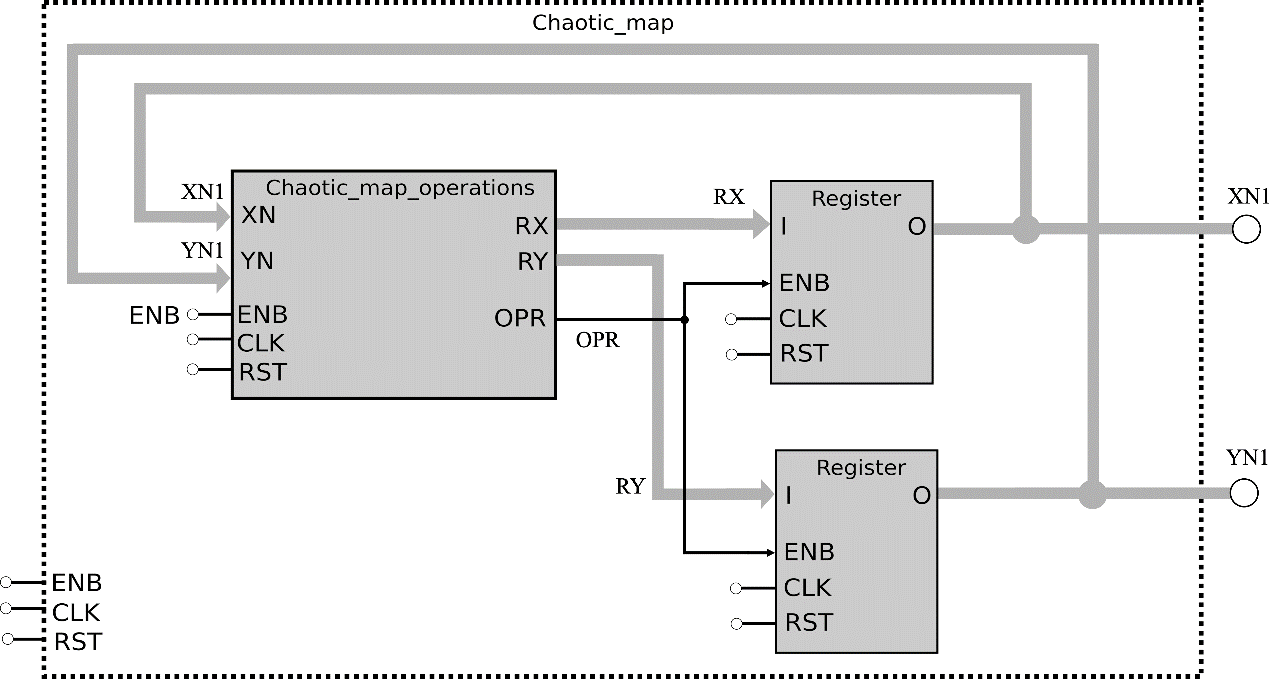 Chaotic_map
Chaotic_map_operations
XN1
XN
YN1
YN
ENB
ENB
CLK
RST
RX
RY
OPR
OPR
RX
Register
I
O
ENB
CLK
RST
XN1
RY
Register
I
O
ENB
CLK
RST
YN1
ENB
CLK
RST